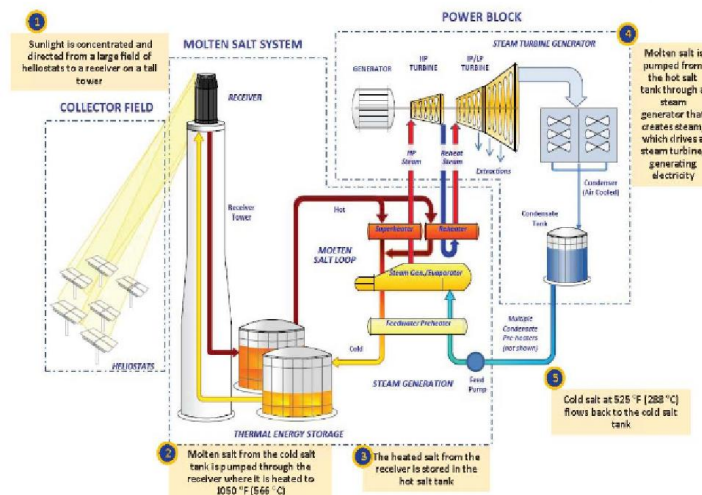 1
Sunlight is concentrated and
directed from a large field of
heliostats to a receiver on a tall
tower
COLLECTOR FIELD
HELIOSTATS
MOLTEN SALT SYSTEM
RECEIVER
Receiver
Tower
Hot
MOLTEN
SALT LOOP
Superheater
Reheater
Steam Gen./Evaporator
Feedwater Preheater
Cold
STEAM GENERATION
THERMAL ENERGY STORAGE
POWER BLOCK
STEAM TURBINE GENERATOR
GENERATOR
HP
TURBINE
IP/LP
TURBINE
HP
Steam
Reheat
Steam
Condenser
(Air Cooled)
Condensate
Tank
Multiple
Condensate
Pre-heaters
(not shown)
Feed
Pump
4
Molten salt is
pumped from
the hot salt
tank through a
steam
generator that
creates steam,
which drives a
steam turbine,
generating
electricity
2
Molten salt from the cold salt
tank is pumped through the
receiver where it is heated to
1050 °F (566 °C)
3
The heated salt from the
receiver is stored in the
hot salt tank
5
Cold salt at 525 °F (288 °C)
flows back to the cold salt
tank